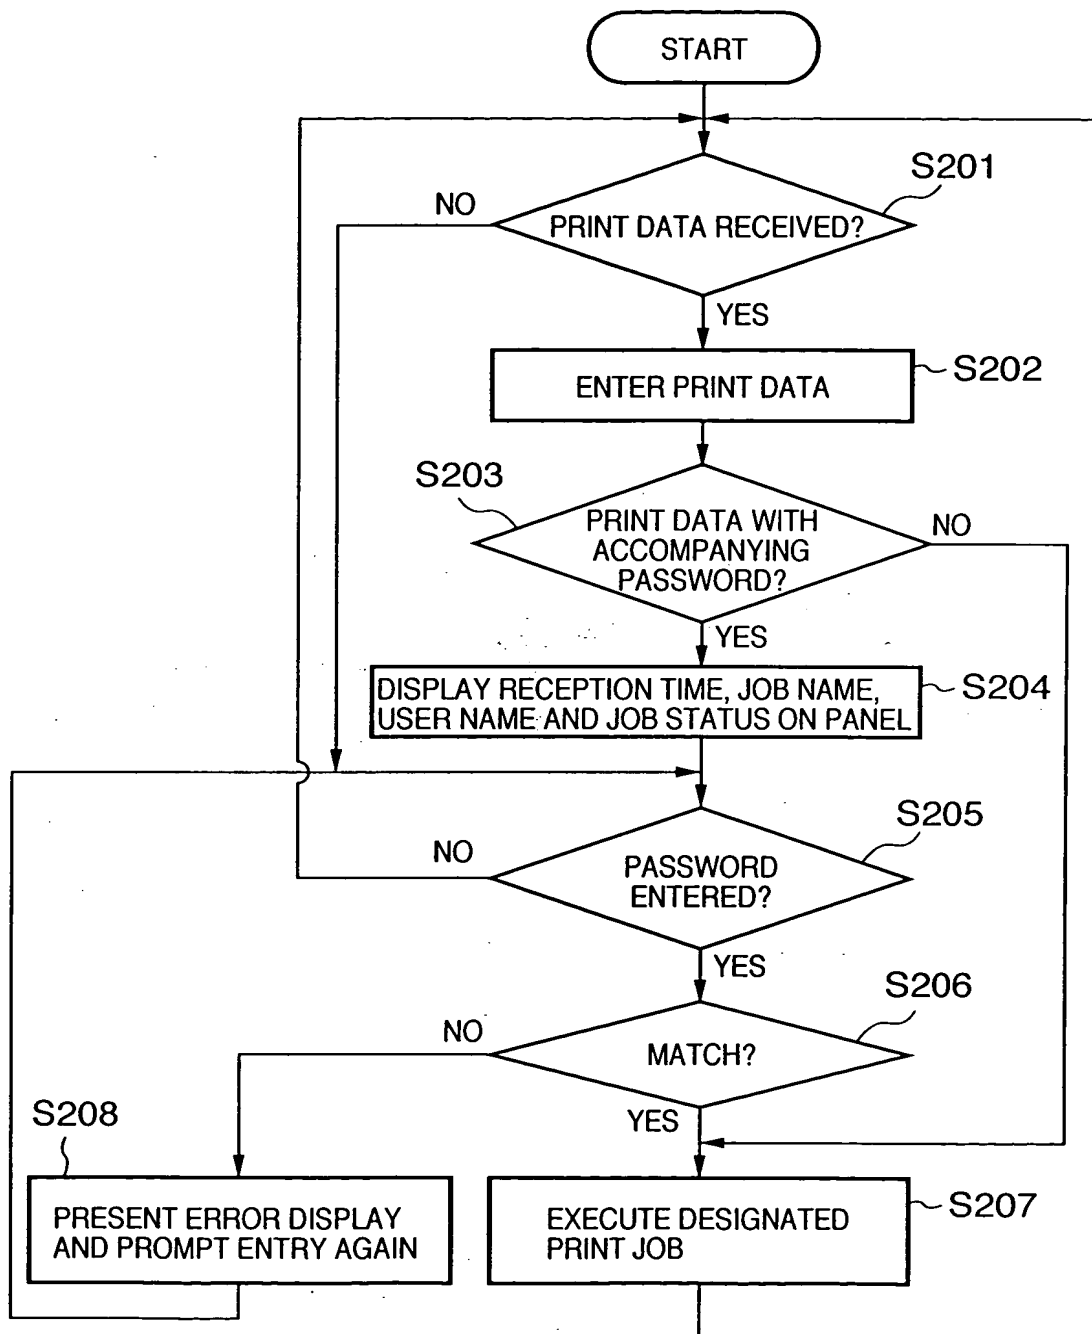 START
S201
NO
PRINT DATA RECEIVED?
YES
S202
ENTER PRINT DATA
S203
PRINT DATA WITH
ACCOMPANYING
PASSWORD?
NO
YES
S204
DISPLAY RECEPTION TIME, JOB NAME,
USER NAME AND JOB STATUS ON PANEL
S205
NO
PASSWORD
ENTERED?
YES
S206
NO
MATCH?
YES
S208
PRESENT ERROR DISPLAY
AND PROMPT ENTRY AGAIN
S207
EXECUTE DESIGNATED
PRINT JOB